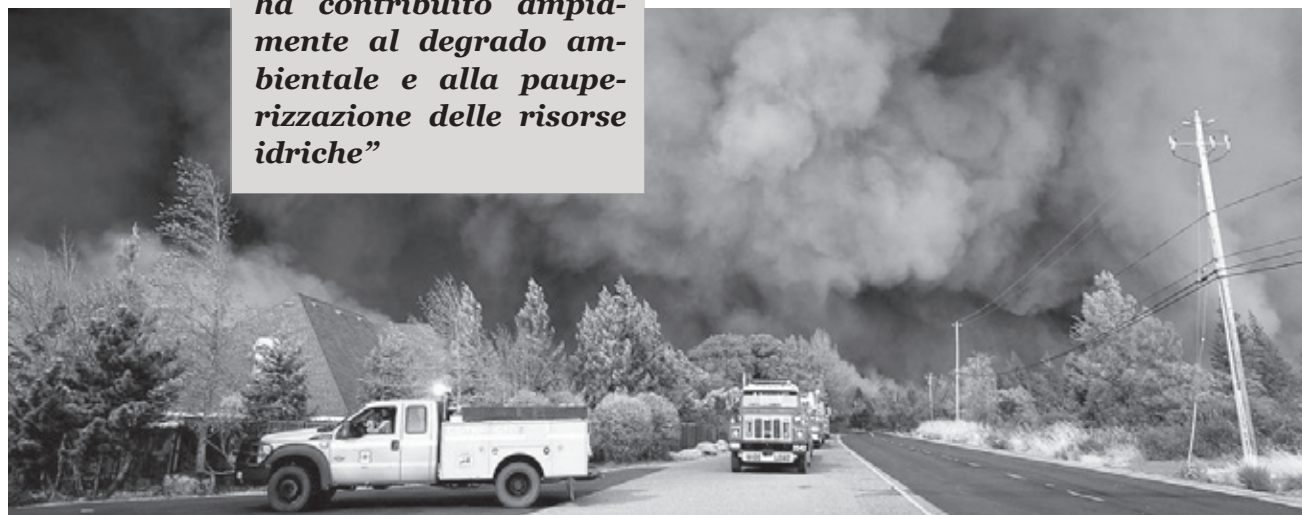 ha contribuito ampia-
mente al degrado am-
bientale e alla paupe-
rizzazione delle risorse
idriche”